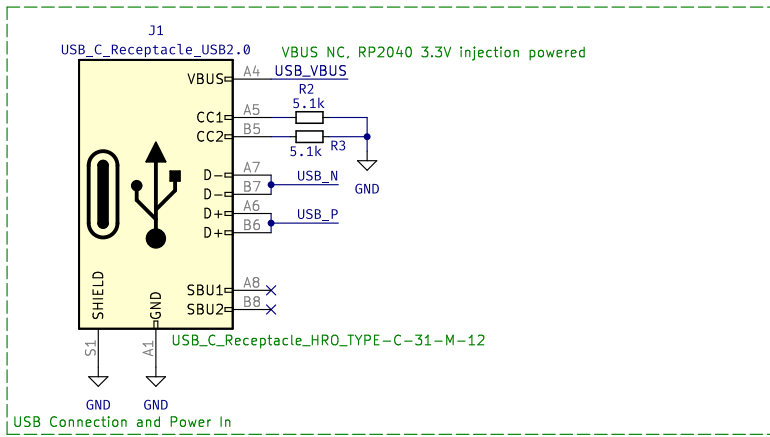 J1
USB_C_Receptacle_USB2.0
VBUS NC, RP2040 3.3V injection powered
VBUS A4 USB_VBUS
R2
5.1k
CC1 A5
CC2 B5
5.1k R3
GND
D- A7
USB_N
D- B7
D+ A6
USB_P
D+ B6
SBU1 A8
SBU2 B8
SHIELD
GND
S1
A1
USB_C_Receptacle_HRO_TYPE-C-31-M-12
GND GND
USB Connection and Power In